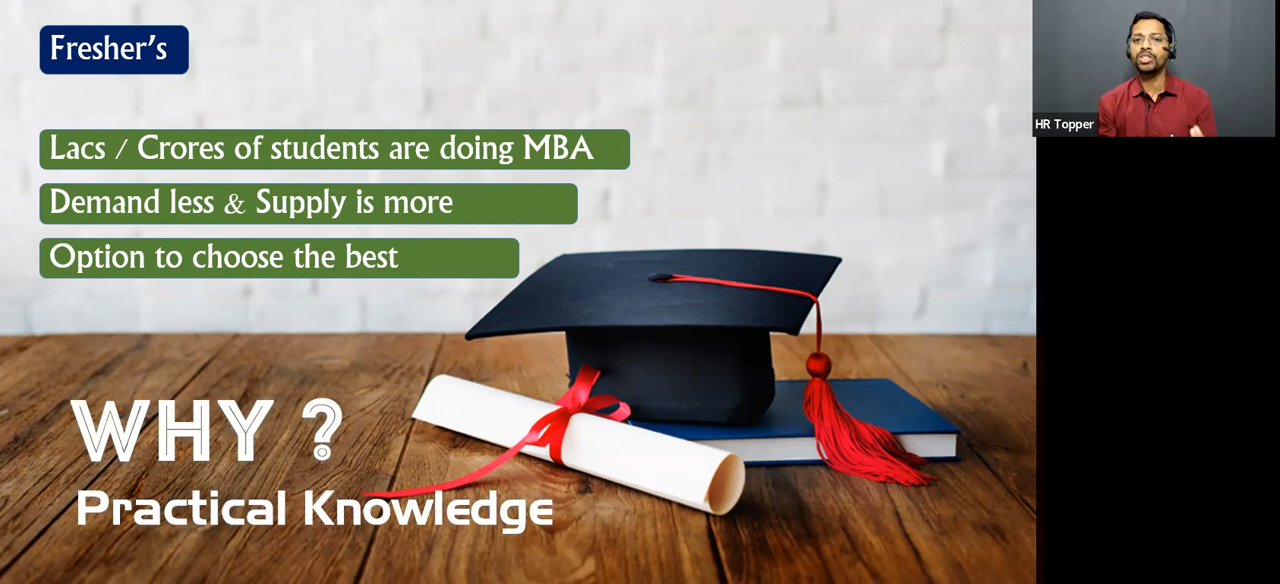 Fresher's
Lacs / Crores of students are doing MBA
Demand less & Supply is more
Option to choose the best
WHY ?
Practical Knowledge
HR Topper